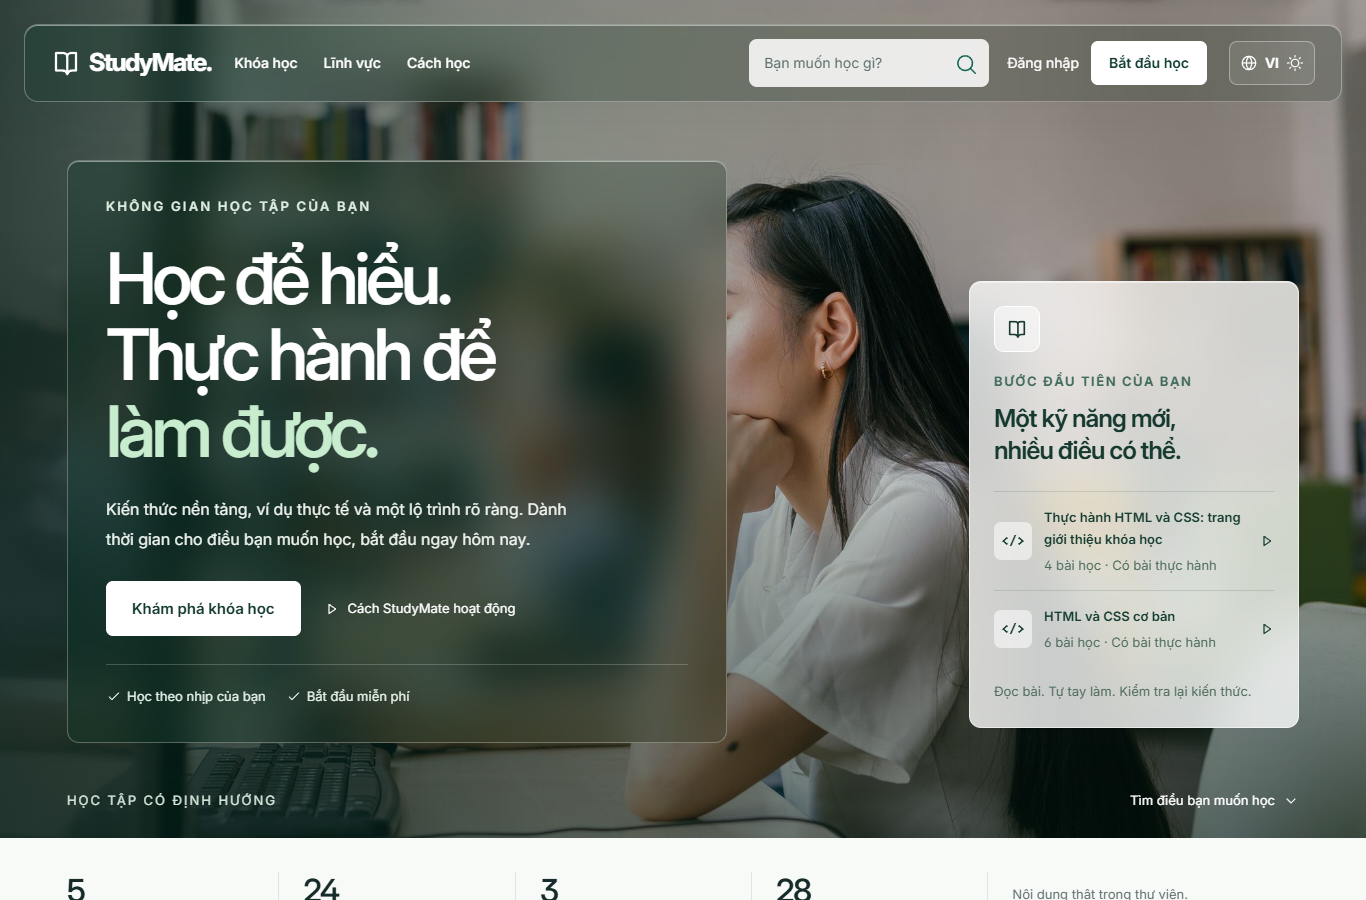 StudyMate.
Khóa học
Lĩnh vực
Cách học
Bạn muốn học gì?
Đăng nhập
Bắt đầu học
VI
KHÔNG GIAN HỌC TẬP CỦA BẠN
Học để hiểu.
Thực hành để
làm được.
Kiến thức nền tảng, ví dụ thực tế và một lộ trình rõ ràng. Dành
thời gian cho điều bạn muốn học, bắt đầu ngay hôm nay.
Khám phá khóa học
Cách StudyMate hoạt động
Học theo nhịp của bạn
Bắt đầu miễn phí
BƯỚC ĐẦU TIÊN CỦA BẠN
Một kỹ năng mới,
nhiều điều có thể.
</>
Thực hành HTML và CSS: trang
giới thiệu khóa học
4 bài học · Có bài thực hành
</>
HTML và CSS cơ bản
6 bài học · Có bài thực hành
Đọc bài. Tự tay làm. Kiểm tra lại kiến thức.
HỌC TẬP CÓ ĐỊNH HƯỚNG
Tìm điều bạn muốn học
5
24
3
28
Nội dung thật trong thư viện.